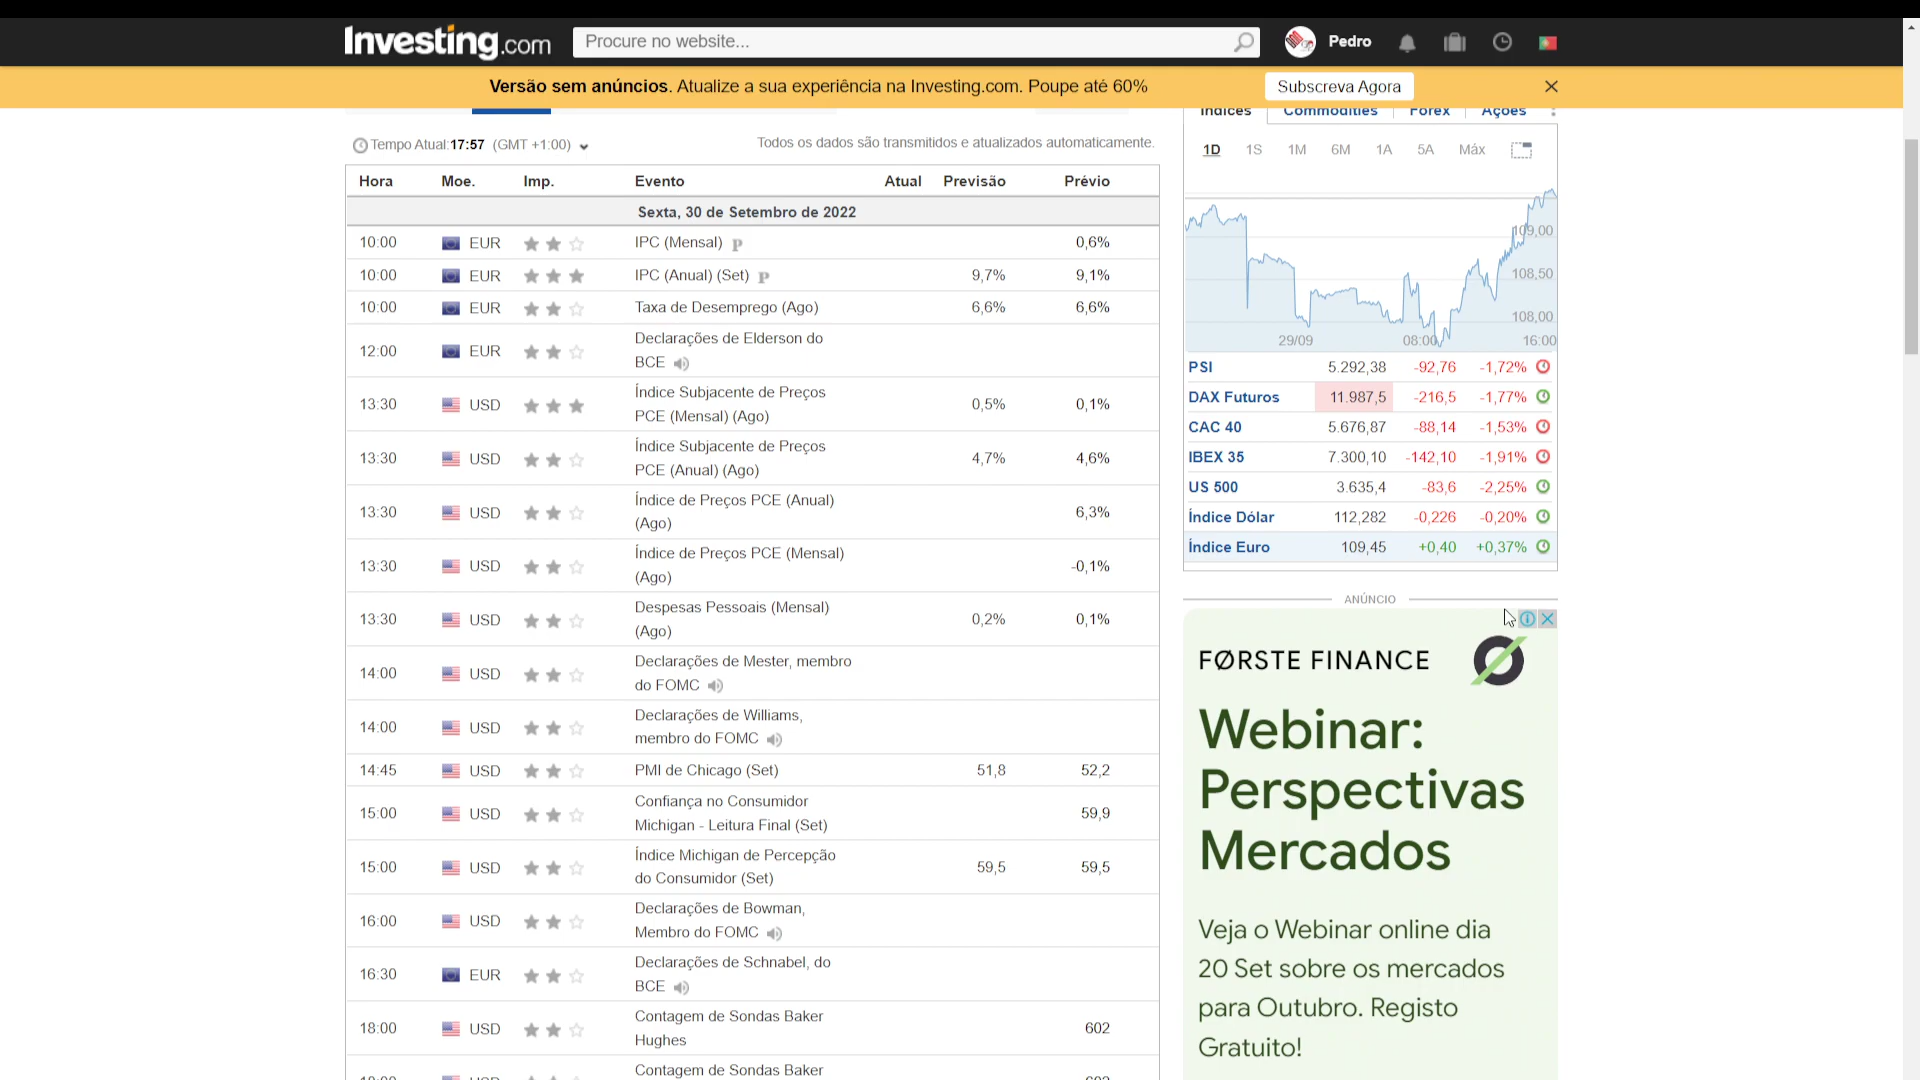 Investing.com
Procure no website...
Pedro
Versão sem anúncios. Atualize a sua experiência na Investing.com. Poupe até 60%
Subscreva Agora
Tempo Atual:17:57 (GMT +1:00)
Todos os dados são transmitidos e atualizados automaticamente.
Hora Moe. Imp. Evento Atual Previsão Prévio
Sexta, 30 de Setembro de 2022
10:00 EUR IPC (Mensal) P 0,6%
10:00 EUR IPC (Anual) (Set) P 9,7% 9,1%
10:00 EUR Taxa de Desemprego (Ago) 6,6% 6,6%
12:00 EUR Declarações de Elderson do
BCE
13:30 USD Índice Subjacente de Preços
PCE (Mensal) (Ago) 0,5% 0,1%
13:30 USD Índice Subjacente de Preços
PCE (Anual) (Ago) 4,7% 4,6%
13:30 USD Índice de Preços PCE (Anual)
(Ago) 6,3%
13:30 USD Índice de Preços PCE (Mensal)
(Ago) -0,1%
13:30 USD Despesas Pessoais (Mensal)
(Ago) 0,2% 0,1%
14:00 USD Declarações de Mester, membro
do FOMC
14:00 USD Declarações de Williams,
membro do FOMC
14:45 USD PMI de Chicago (Set) 51,8 52,2
15:00 USD Confiança no Consumidor
Michigan - Leitura Final (Set) 59,9
15:00 USD Índice Michigan de Percepção
do Consumidor (Set) 59,5 59,5
16:00 USD Declarações de Bowman,
Membro do FOMC
16:30 EUR Declarações de Schnabel, do
BCE
18:00 USD Contagem de Sondas Baker
Hughes 602
Contagem de Sondas Baker
Índices Commodities Forex Ações
1D 1S 1M 6M 1A 5A Máx
109,00
108,50
108,00
29/09 08:00 16:00
PSI 5.292,38 -92,76 -1,72%
DAX Futuros 11.987,5 -216,5 -1,77%
CAC 40 5.676,87 -88,14 -1,53%
IBEX 35 7.300,10 -142,10 -1,91%
US 500 3.635,4 -83,6 -2,25%
Índice Dólar 112,282 -0,226 -0,20%
Índice Euro 109,45 +0,40 +0,37%
ANÚNCIO
FØRSTE FINANCE
Webinar:
Perspectivas
Mercados
Veja o Webinar online dia
20 Set sobre os mercados
para Outubro. Registo
Gratuito!